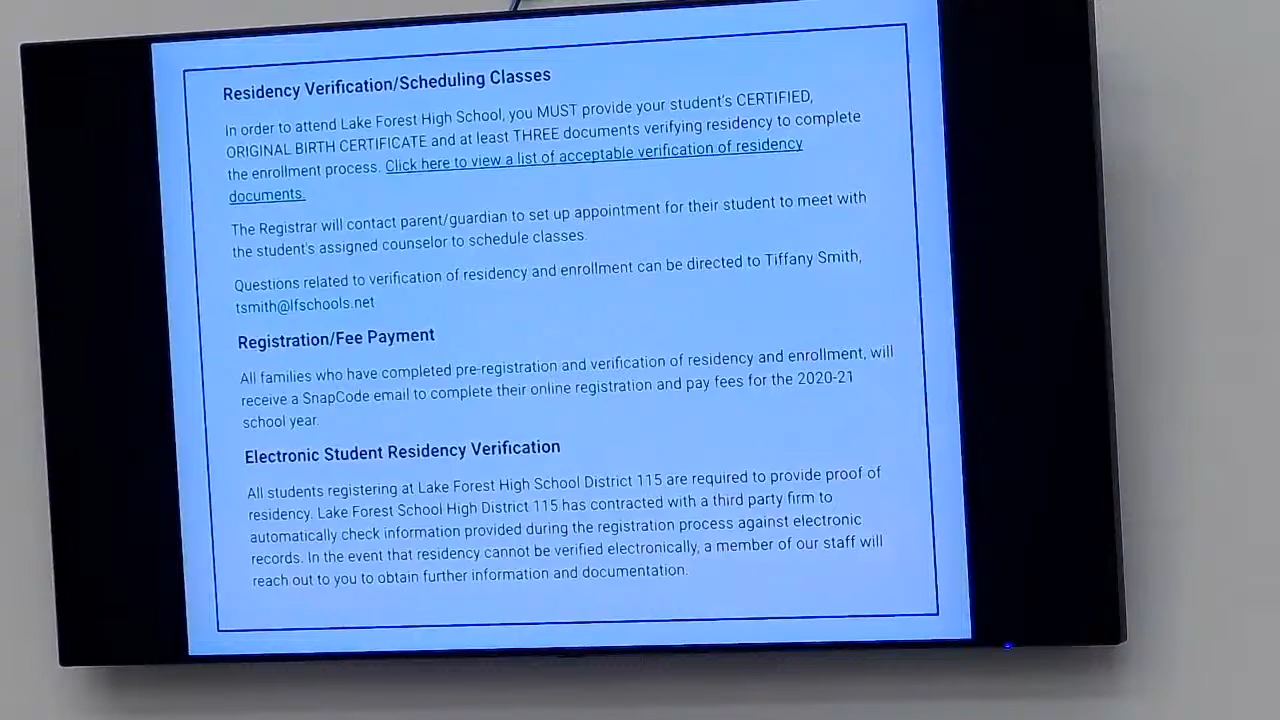 Residency Verification/Scheduling Classes
In order to attend Lake Forest High School, you MUST provide your student's CERTIFIED,
ORIGINAL BIRTH CERTIFICATE and at least THREE documents verifying residency to complete
the enrollment process. Click here to view a list of acceptable verification of residency
documents.
The Registrar will contact parent/guardian to set up appointment for their student to meet with
the student's assigned counselor to schedule classes.
Questions related to verification of residency and enrollment can be directed to Tiffany Smith,
tsmith@lfschools.net
Registration/Fee Payment
All families who have completed pre-registration and verification of residency and enrollment, will
receive a SnapCode email to complete their online registration and pay fees for the 2020-21
school year.
Electronic Student Residency Verification
All students registering at Lake Forest High School District 115 are required to provide proof of
residency. Lake Forest School High District 115 has contracted with a third party firm to
automatically check information provided during the registration process against electronic
records. In the event that residency cannot be verified electronically, a member of our staff will
reach out to you to obtain further information and documentation.